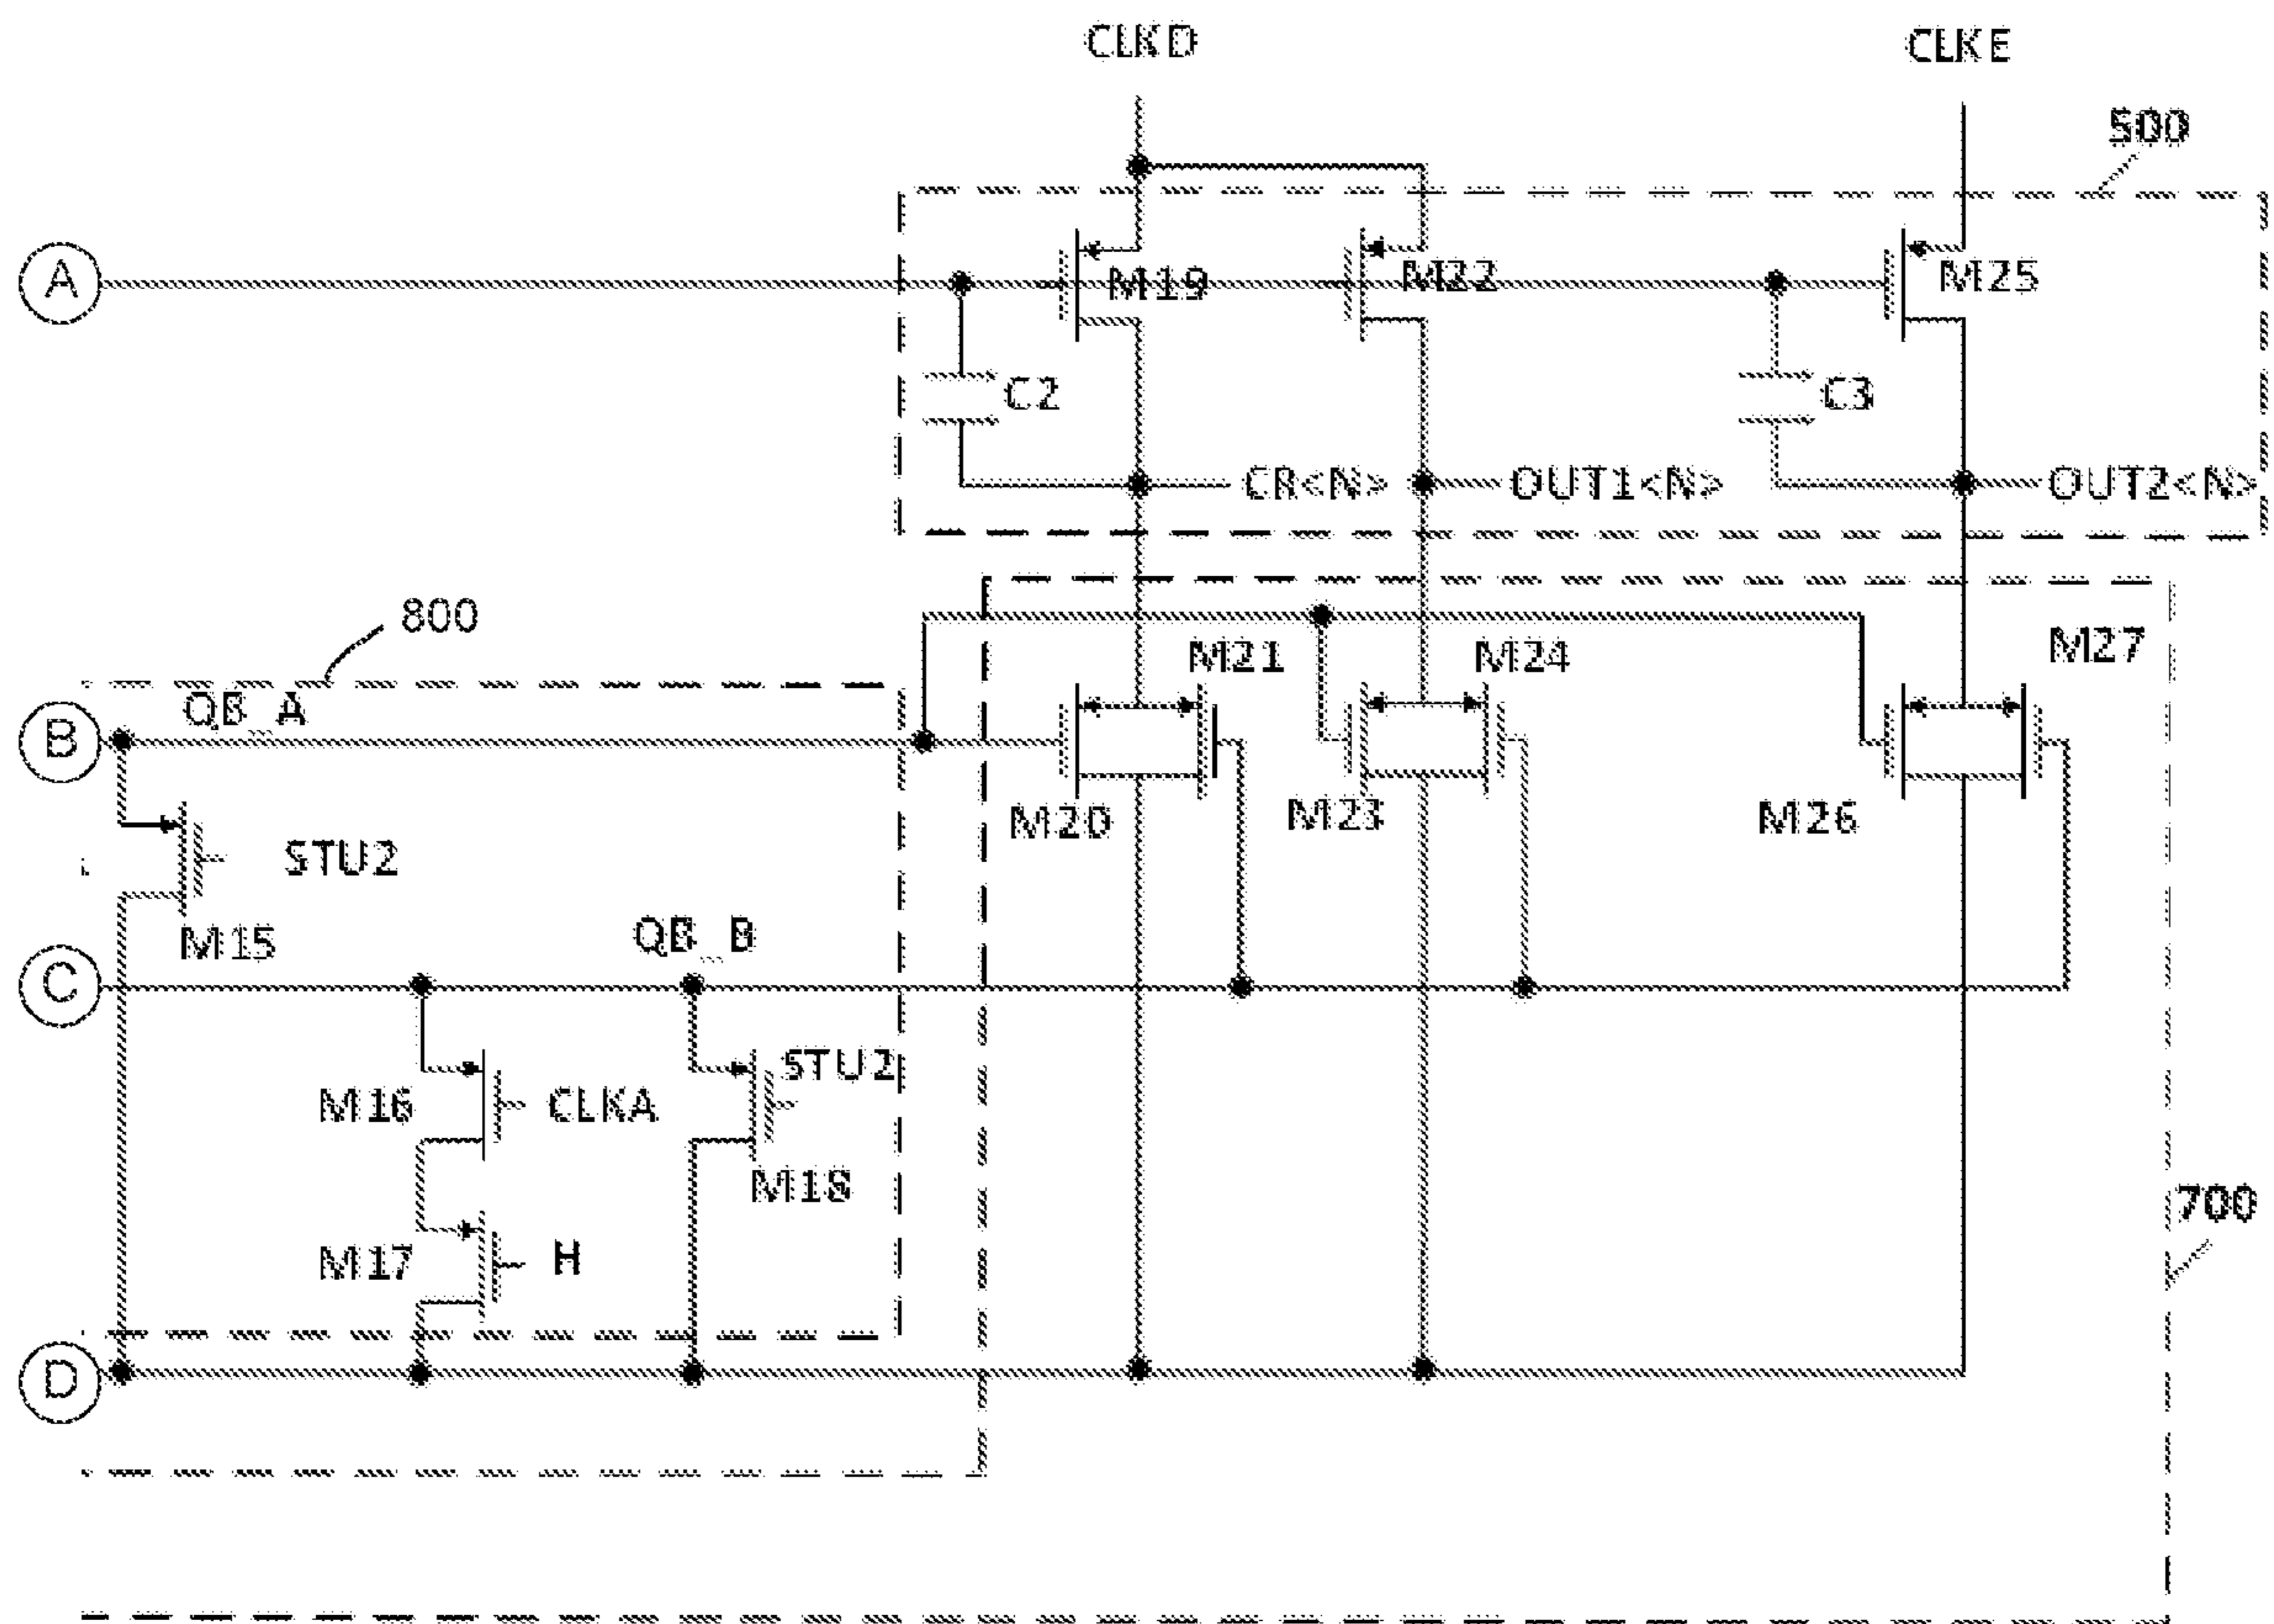 CLKD
CLKE
500
A
M19
M22
M25
C2
C3
CR<N>
OUT1<N>
OUT2<N>
800
M21
M24
M27
QB_A
B
M20
M23
M26
STU2
M15
QB_B
C
STU2
M16
CLKA
M18
M17
H
700
D